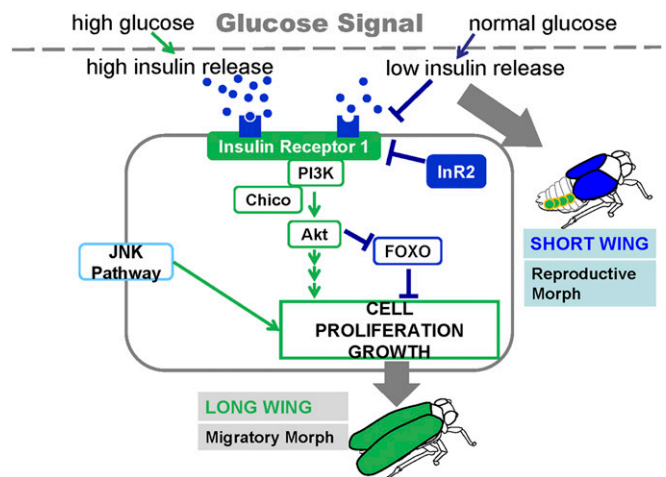 Glucose Signal
high glucose
normal glucose
high insulin release
low insulin release
Insulin Receptor 1
PI3K
InR2
Chico
Akt
FOXO
JNK
Pathway
CELL
PROLIFERATION
GROWTH
SHORT WING
Reproductive
Morph
LONG WING
Migratory Morph